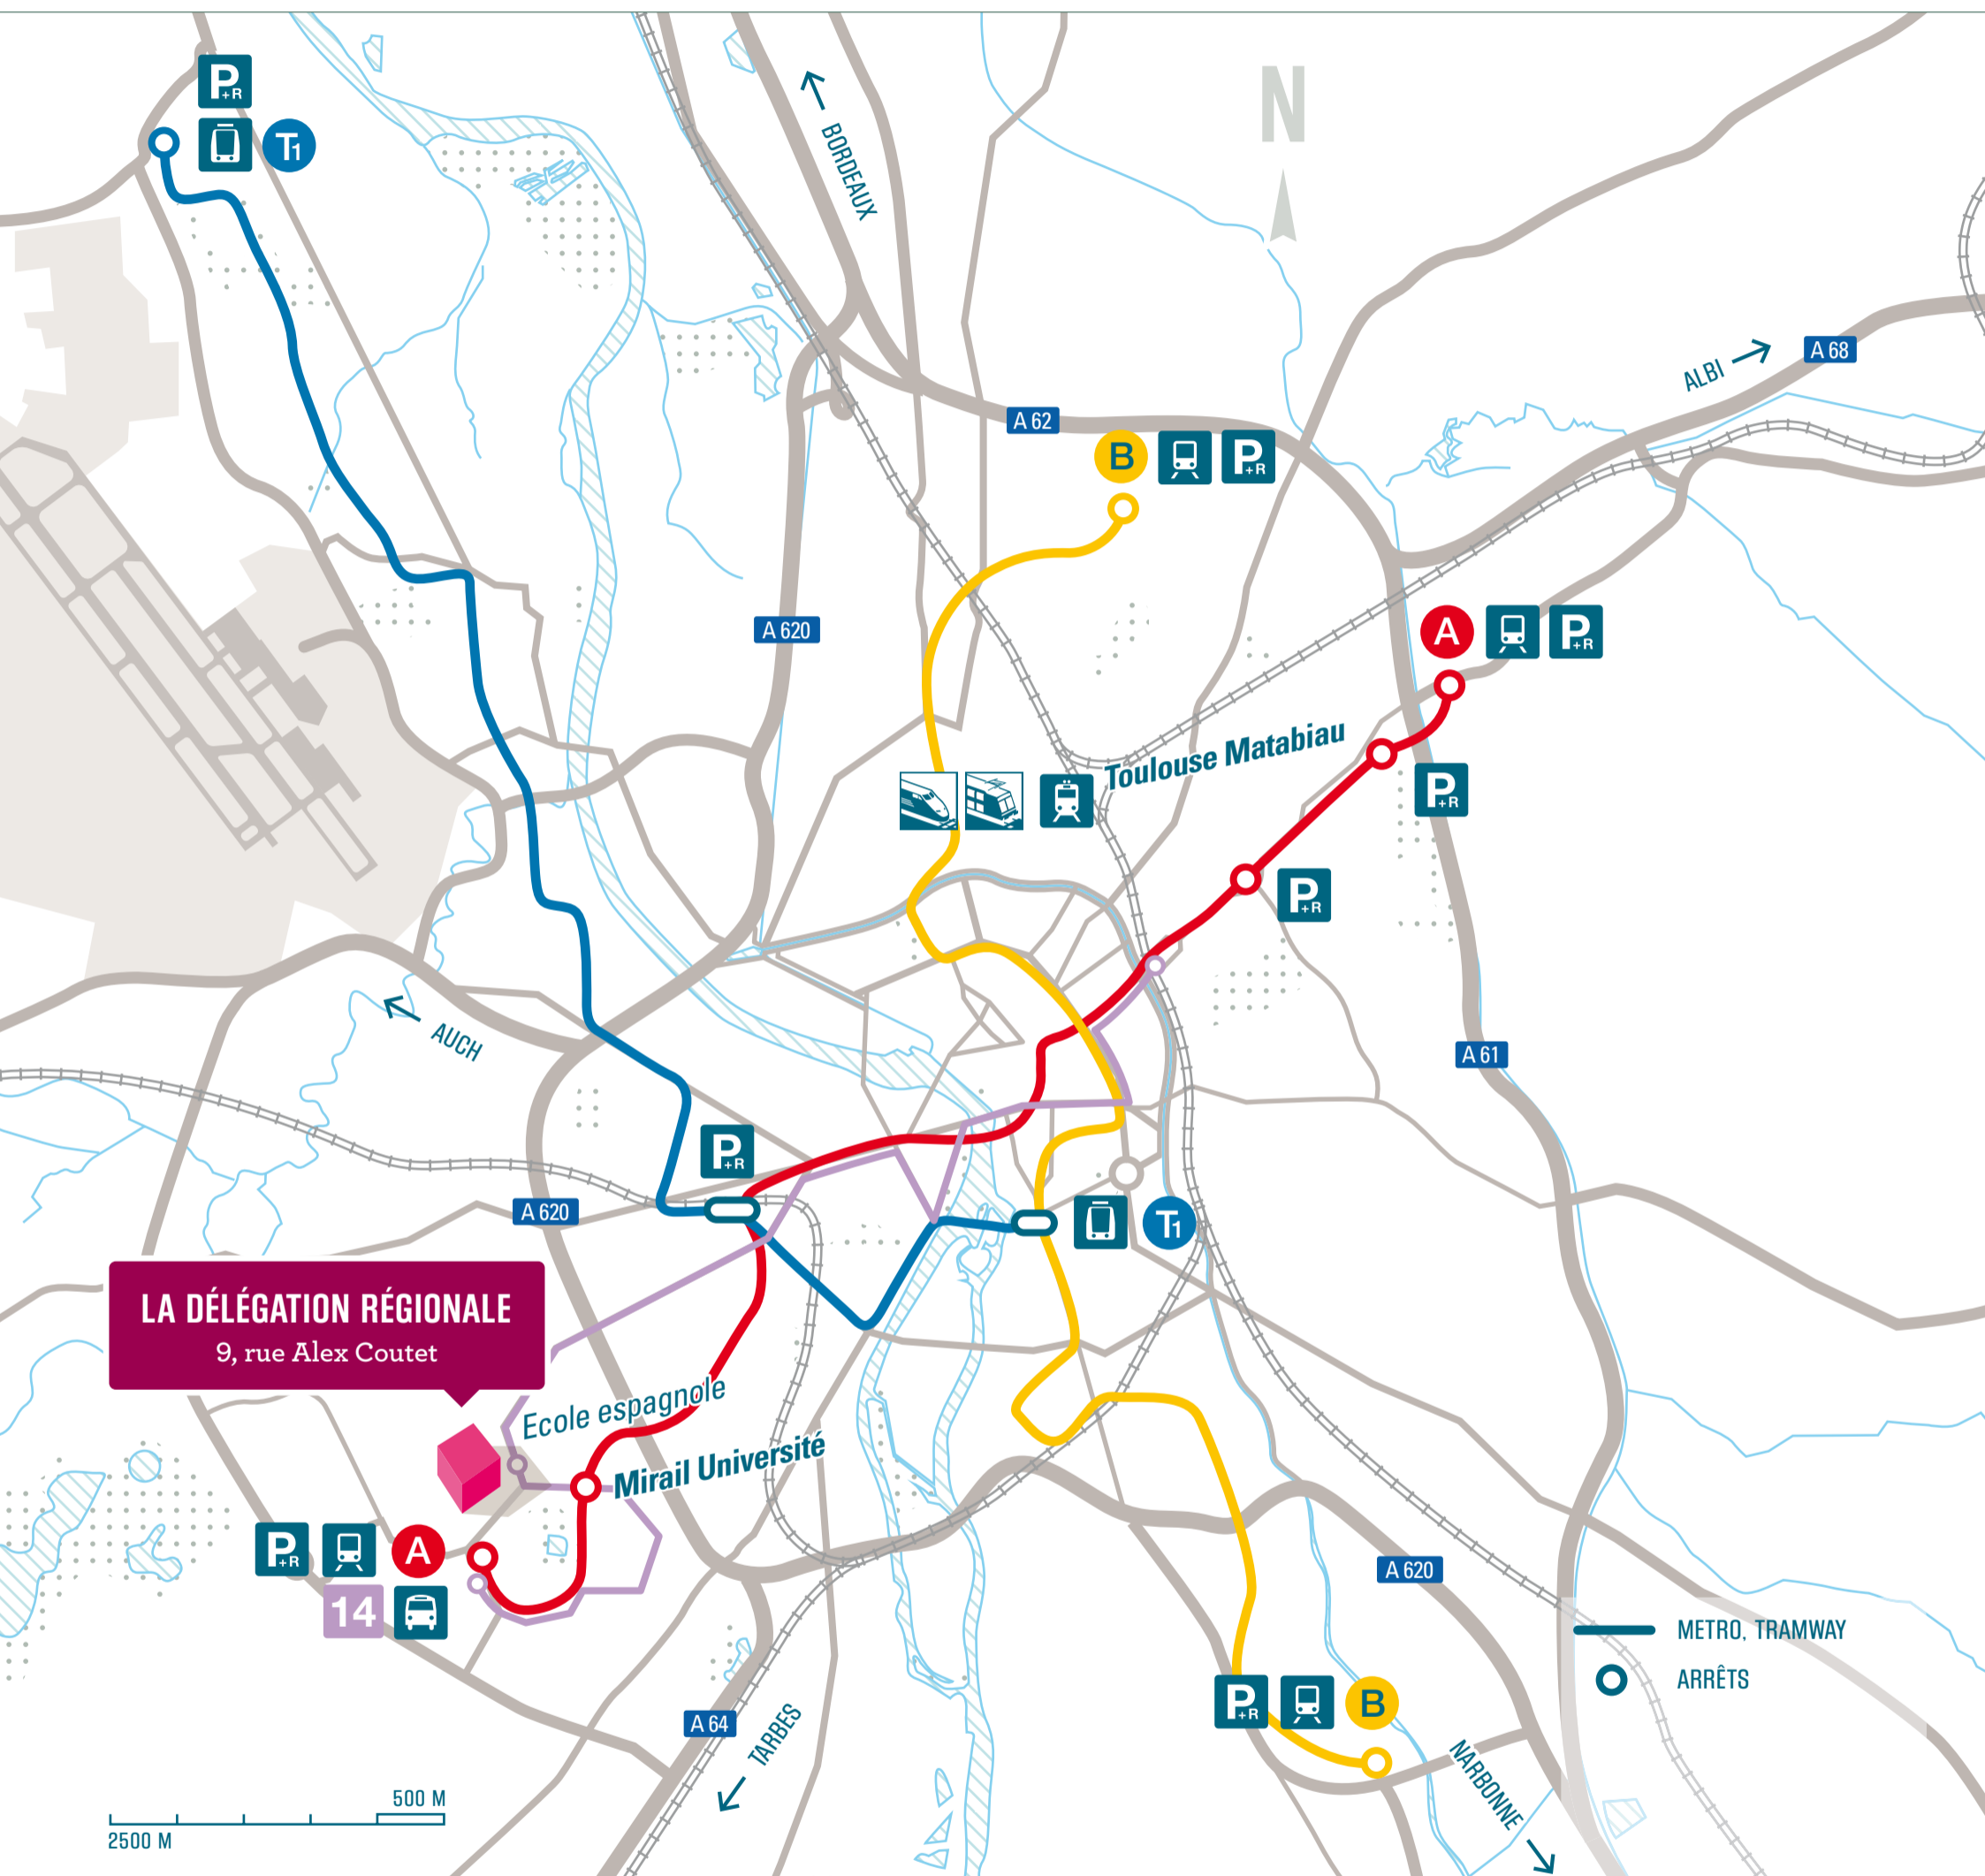 P+R
T1
BORDEAUX
N
ALBI
A 68
A 62
B
P+R
A 620
A
P+R
Toulouse Matabiau
P+R
P+R
AUCH
A 61
P+R
A 620
T1
LA DÉLÉGATION RÉGIONALE
9, rue Alex Coutet
Ecole espagnole
Mirail Université
P+R
A
14
A 620
METRO, TRAMWAY
ARRÊTS
P+R
B
A 64
TARBES
NARBONNE
500 M
2500 M